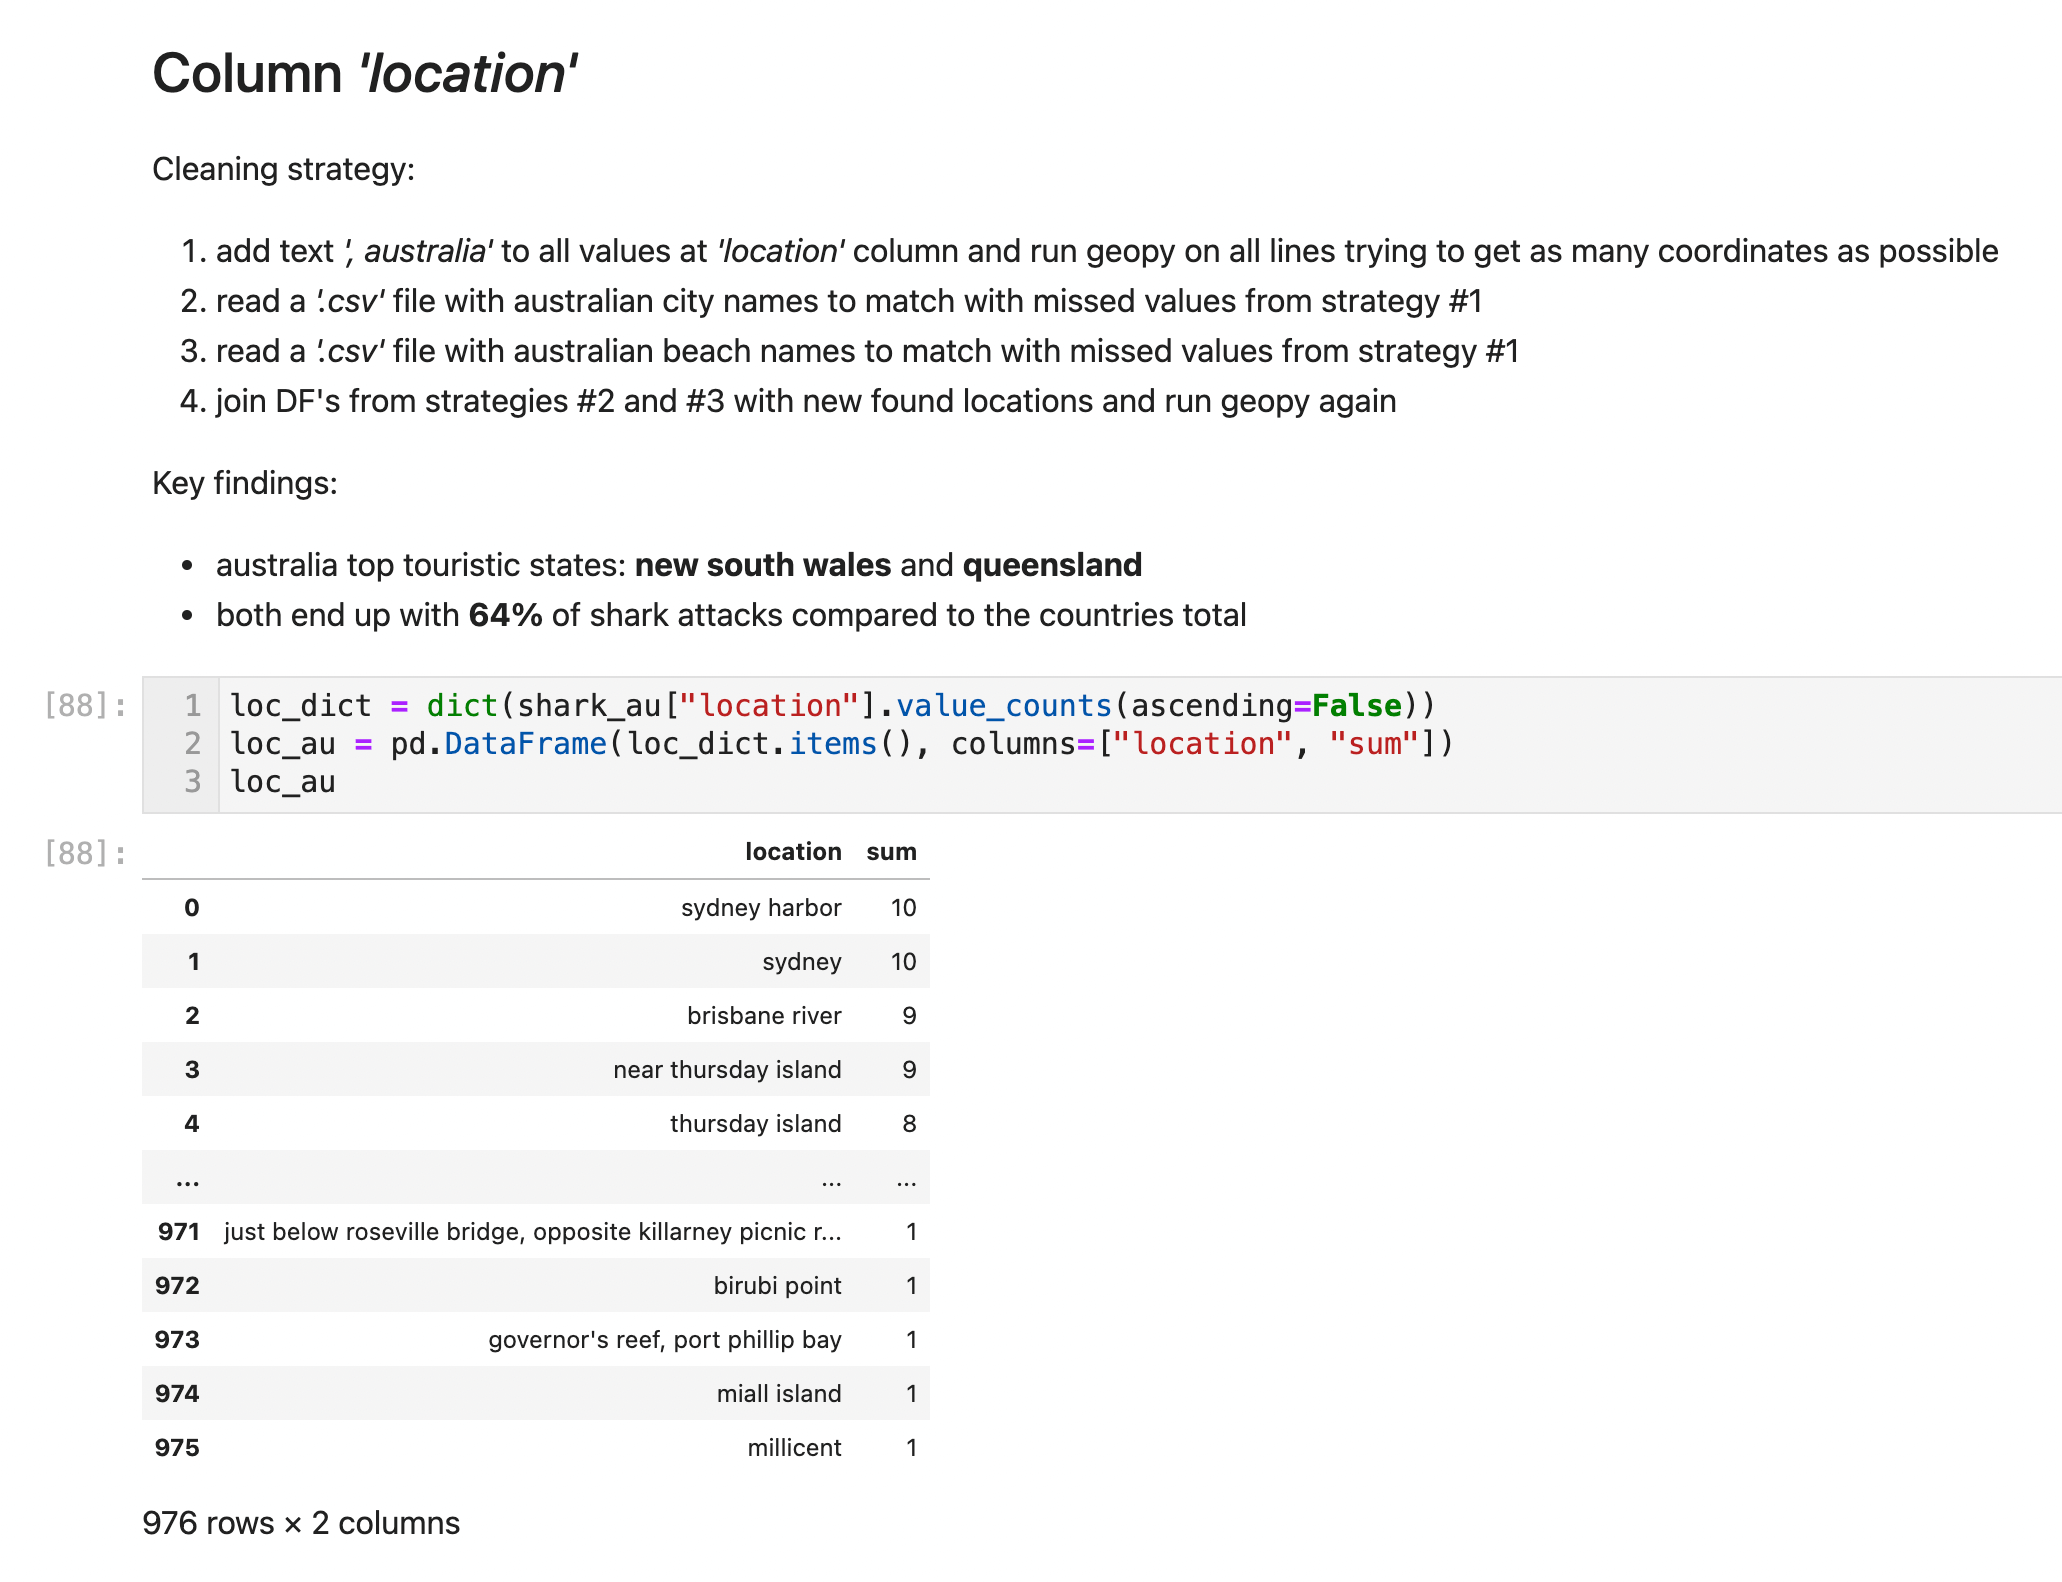 Column 'location'
Cleaning strategy:
1. add text ', australia' to all values at 'location' column and run geopy on all lines trying to get as many coordinates as possible
2. read a '.csv' file with australian city names to match with missed values from strategy #1
3. read a '.csv' file with australian beach names to match with missed values from strategy #1
4. join DF's from strategies #2 and #3 with new found locations and run geopy again
Key findings:
• australia top touristic states: new south wales and queensland
• both end up with 64% of shark attacks compared to the countries total
[88]: 1 loc_dict = dict(shark_au["location"].value_counts(ascending=False))
2 loc_au = pd.DataFrame(loc_dict.items(), columns=["location", "sum"])
3 loc_au
[88]: location sum
0 sydney harbor 10
1 sydney 10
2 brisbane river 9
3 near thursday island 9
4 thursday island 8
... ... ...
971 just below roseville bridge, opposite killarney picnic r... 1
972 birubi point 1
973 governor's reef, port phillip bay 1
974 miall island 1
975 millicent 1
976 rows × 2 columns